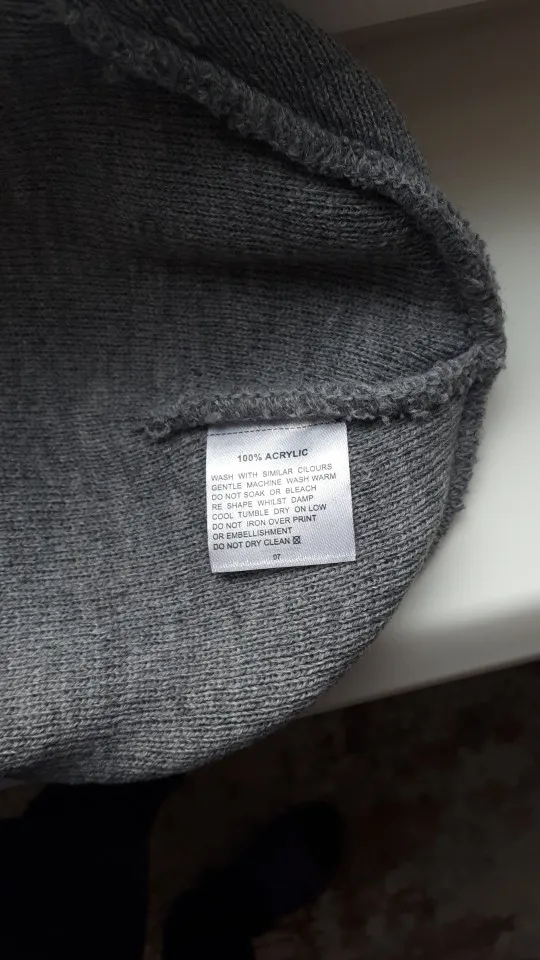 100% ACRYLIC
WASH WITH SIMILAR CILOURS
GENTLE MACHINE WASH WARM
DO NOT SOAK OR BLEACH
RE SHAPE WHILST DAMP
COOL TUMBLE DRY ON LOW
DO NOT IRON OVER PRINT
OR EMBELLISHMENT
DO NOT DRY CLEAN
07